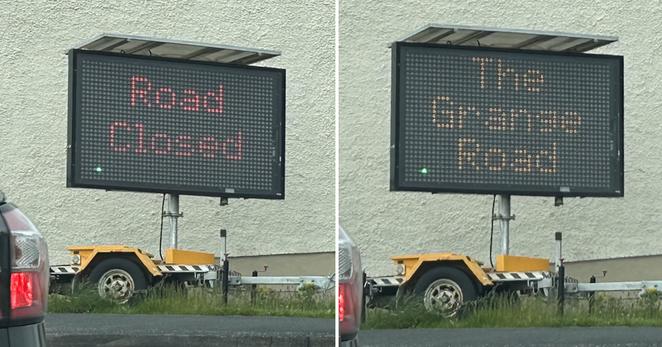 Road
Closed
The
Grange
Road